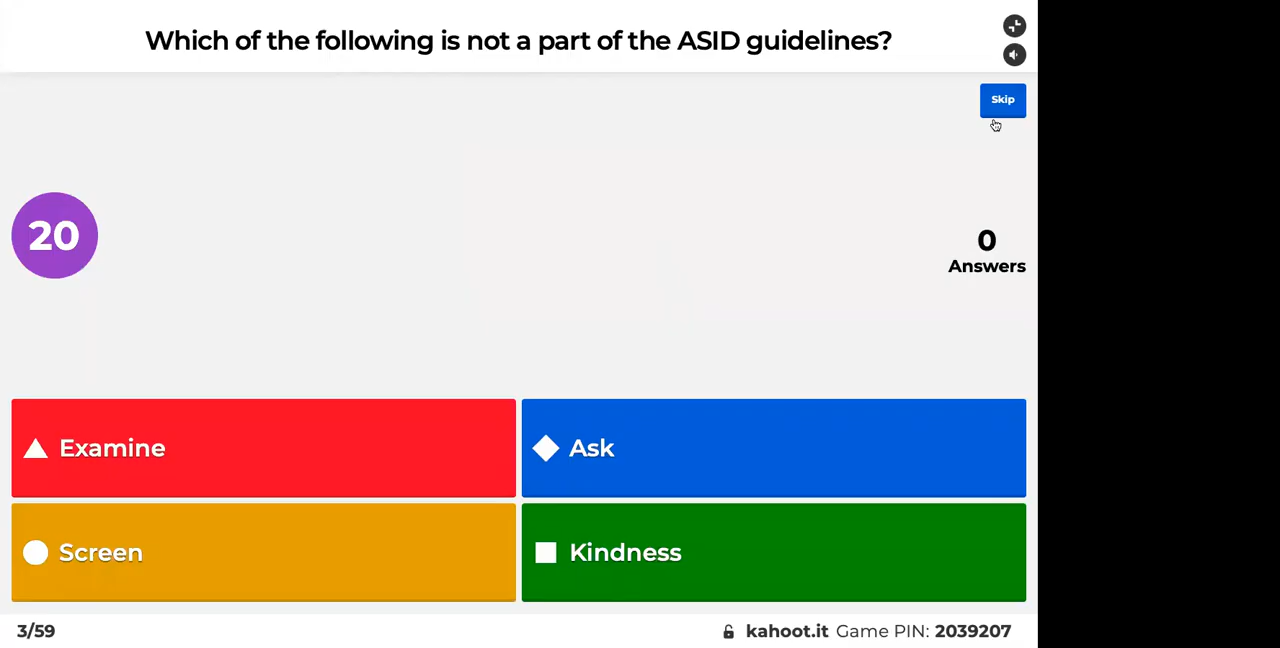 Which of the following is not a part of the ASID guidelines?
Skip
20
0
Answers
Examine
Ask
Screen
Kindness
3/59
kahoot.it Game PIN: 2039207